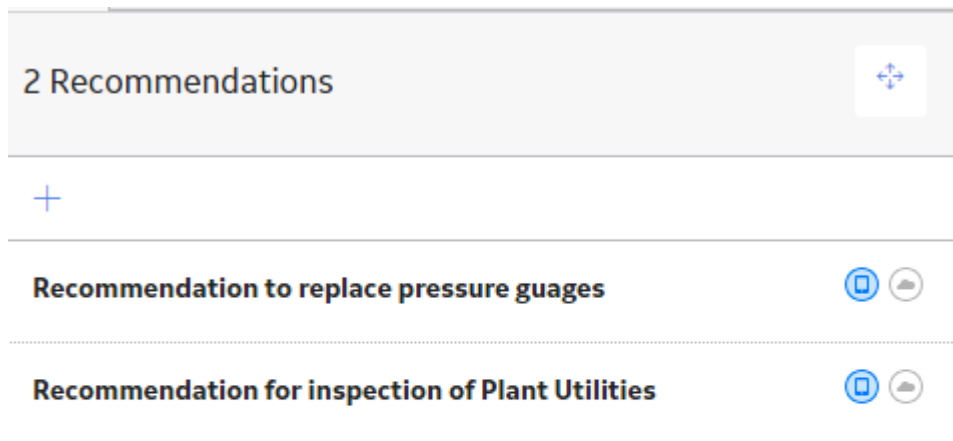 2 Recommendations
Recommendation to replace pressure guages
Recommendation for inspection of Plant Utilities